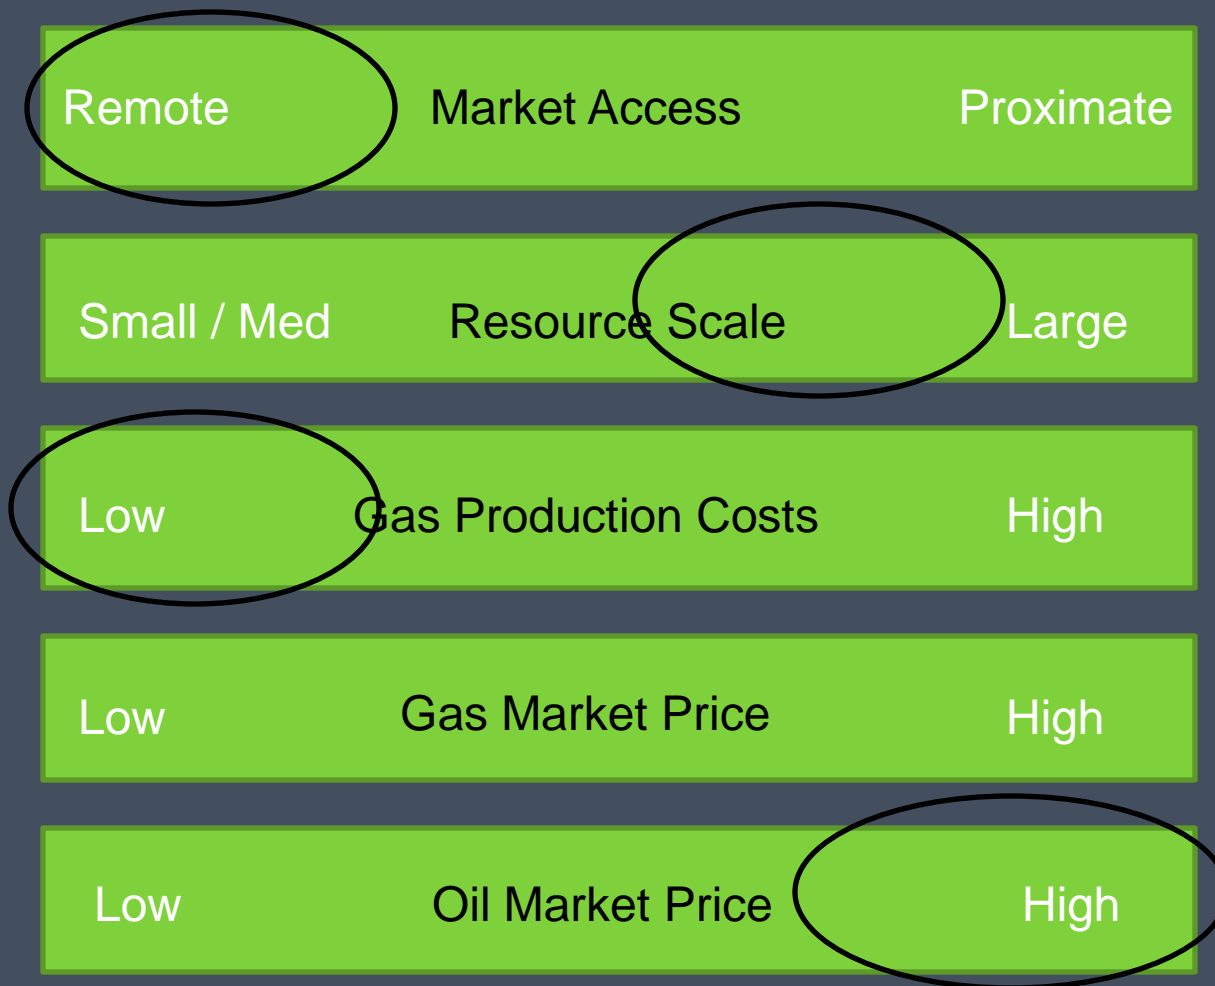 Remote Market Access Proximate
Small / Med Resource Scale Large
Low Gas Production Costs High
Low Gas Market Price High
Low Oil Market Price High